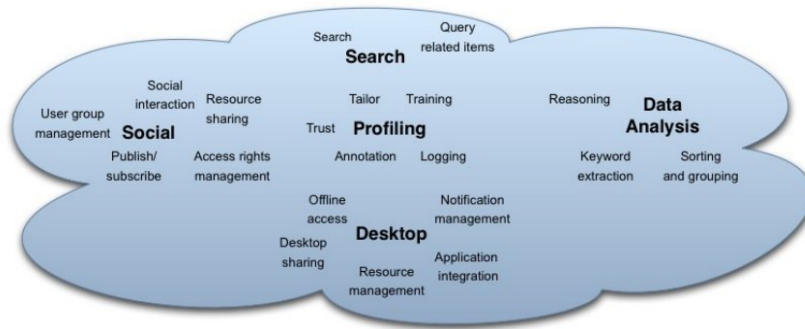 Search
Query
related items
Search
Social
interaction
Resource
sharing
User group
management
Social
Publish/
subscribe
Access rights
management
Tailor
Training
Trust
Profiling
Annotation
Logging
Reasoning
Data
Analysis
Keyword
extraction
Sorting
and grouping
Offline
access
Notification
management
Desktop
Desktop
sharing
Resource
management
Application
integration